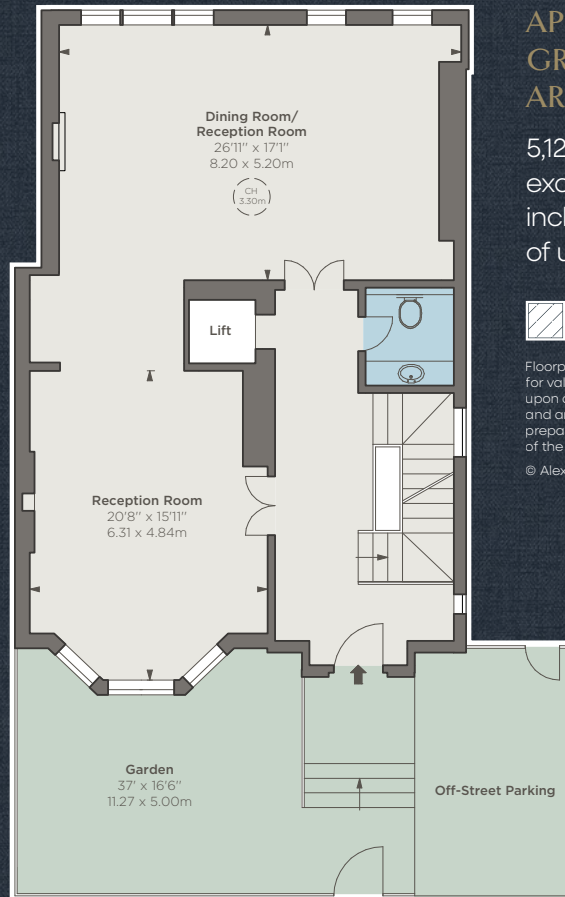 Dining Room/
Reception Room
26'11" x 17'1"
8.20 x 5.20m
CH
3.30m
Lift
Reception Room
20'8" x 15'11"
6.31 x 4.84m
Garden
37' x 16'6"
11.27 x 5.00m
Off-Street Parking
AP
GR
AR
5,12
exc
incl
of u
Floorp
for val
upon
and a
prepa
of the
© Alex